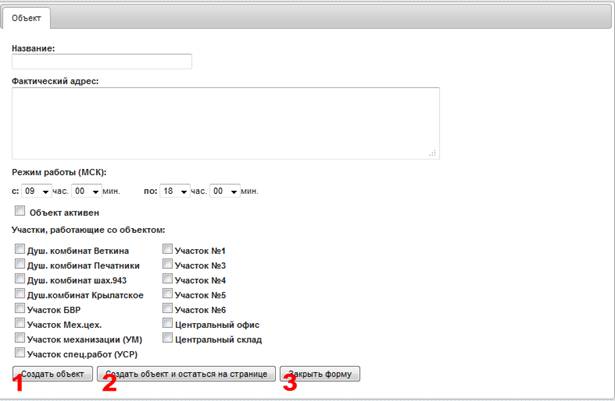 Объект
Название:
Фактический адрес:
Режим работы (МСК):
с: 09 час. 00 мин. по: 18 час. 00 мин.
Объект активен
Участки, работающие со объектом:
Душ. комбинат Веткина Участок №1
Душ. комбинат Печатники Участок №3
Душ. комбинат шах.943 Участок №4
Душ.комбинат Крылатское Участок №5
Участок БВР Участок №6
Участок Мех.цех. Центральный офис
Участок механизации (УМ) Центральный склад
Участок спец.работ (УСР)
Создать объект Создать объект и остаться на странице Закрыть форму
1 2 3